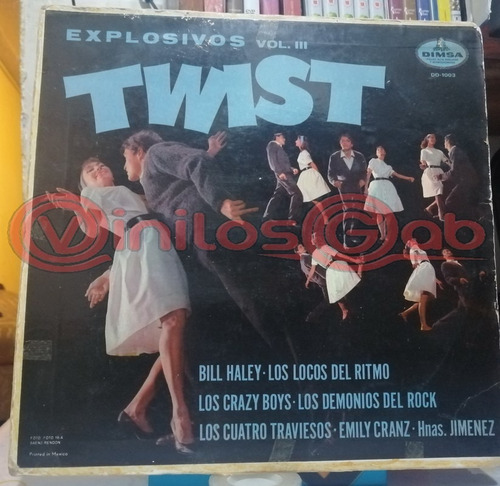 EXPLOSIVOS VOL. III
TWIST
DIMSA
DD-1003
VinilosGab
BILL HALEY · LOS LOCOS DEL RITMO
LOS CRAZY BOYS · LOS DEMONIOS DEL ROCK
LOS CUATRO TRAVIESOS · EMILY CRANZ · Hnas. JIMENEZ
Printed in Mexico